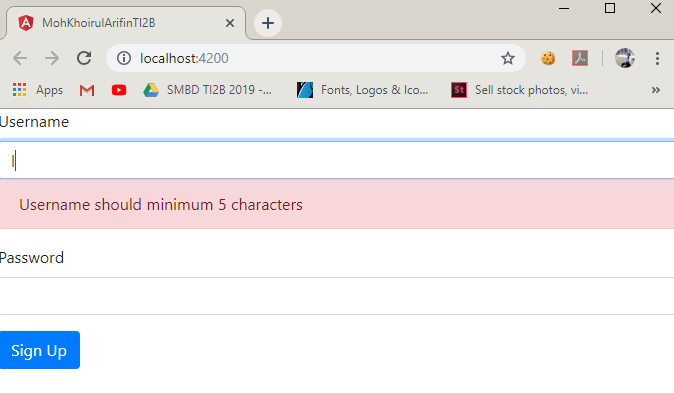 MohKhoirulArifinTI2B
localhost:4200
Apps SMBD TI2B 2019 -... Fonts, Logos & Ico... St Sell stock photos, vi... »
Username
l
Username should minimum 5 characters
Password
Sign Up